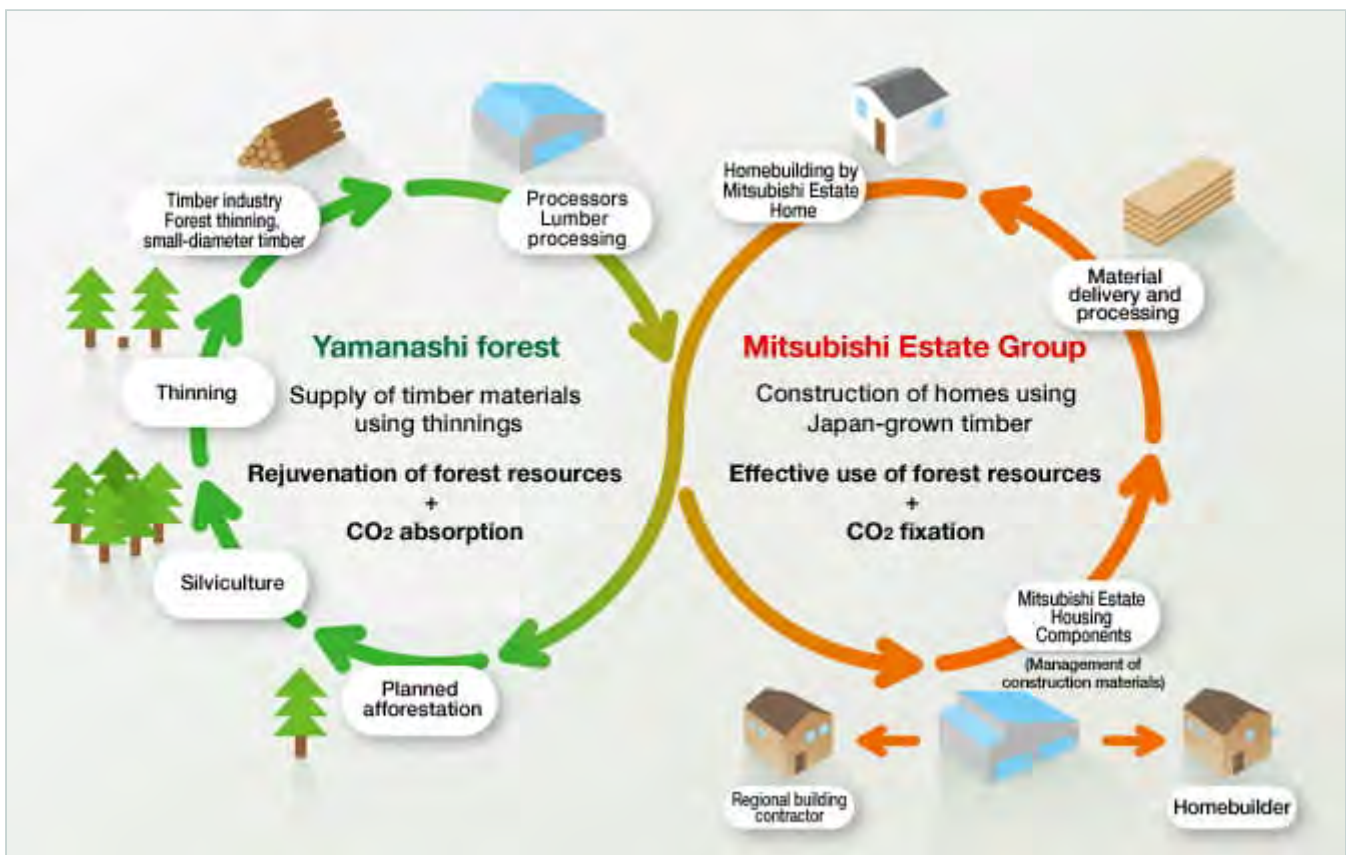 Timber industry
Forest thinning,
small-diameter timber
Processors
Lumber
processing
Thinning
Silviculture
Planned
afforestation
Yamanashi forest
Supply of timber materials
using thinnings
Rejuvenation of forest resources
+
CO2 absorption
Homebuilding by
Mitsubishi Estate
Home
Material
delivery and
processing
Mitsubishi Estate Group
Construction of homes using
Japan-grown timber
Effective use of forest resources
+
CO2 fixation
Mitsubishi Estate
Housing
Components
(Management of
construction materials)
Regional building
contractor
Homebuilder